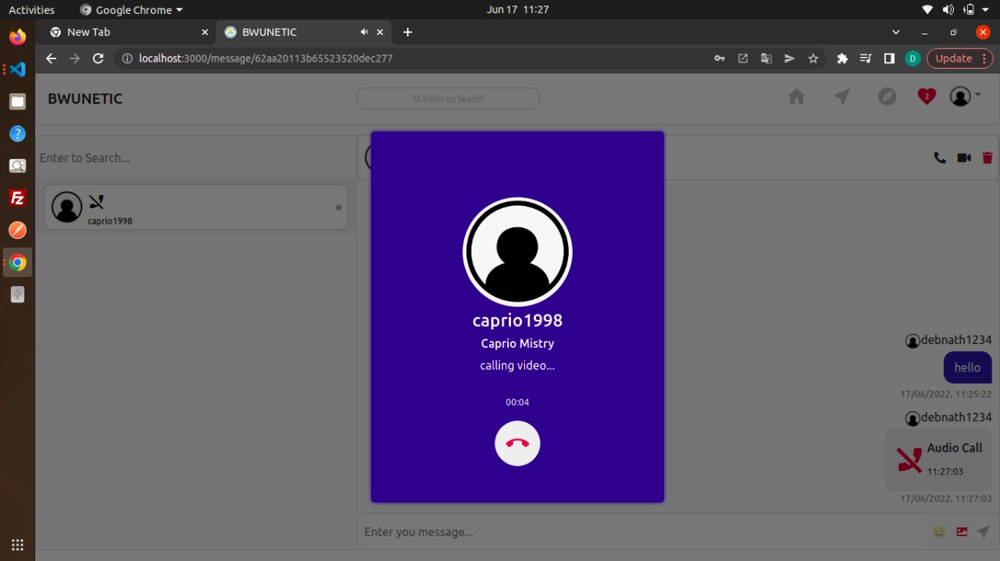 Activities
Google Chrome
Jun 17 11:27
New Tab
BWUNETIC
localhost:3000/message/62aa20113b65523520dec277
D
Update
BWUNETIC
Enter to Search
2
Enter to Search...
caprio1998
caprio1998
Caprio Mistry
calling video...
00:04
debnath1234
hello
17/06/2022, 11:25:22
debnath1234
Audio Call
11:27:03
17/06/2022, 11:27:03
Enter you message...